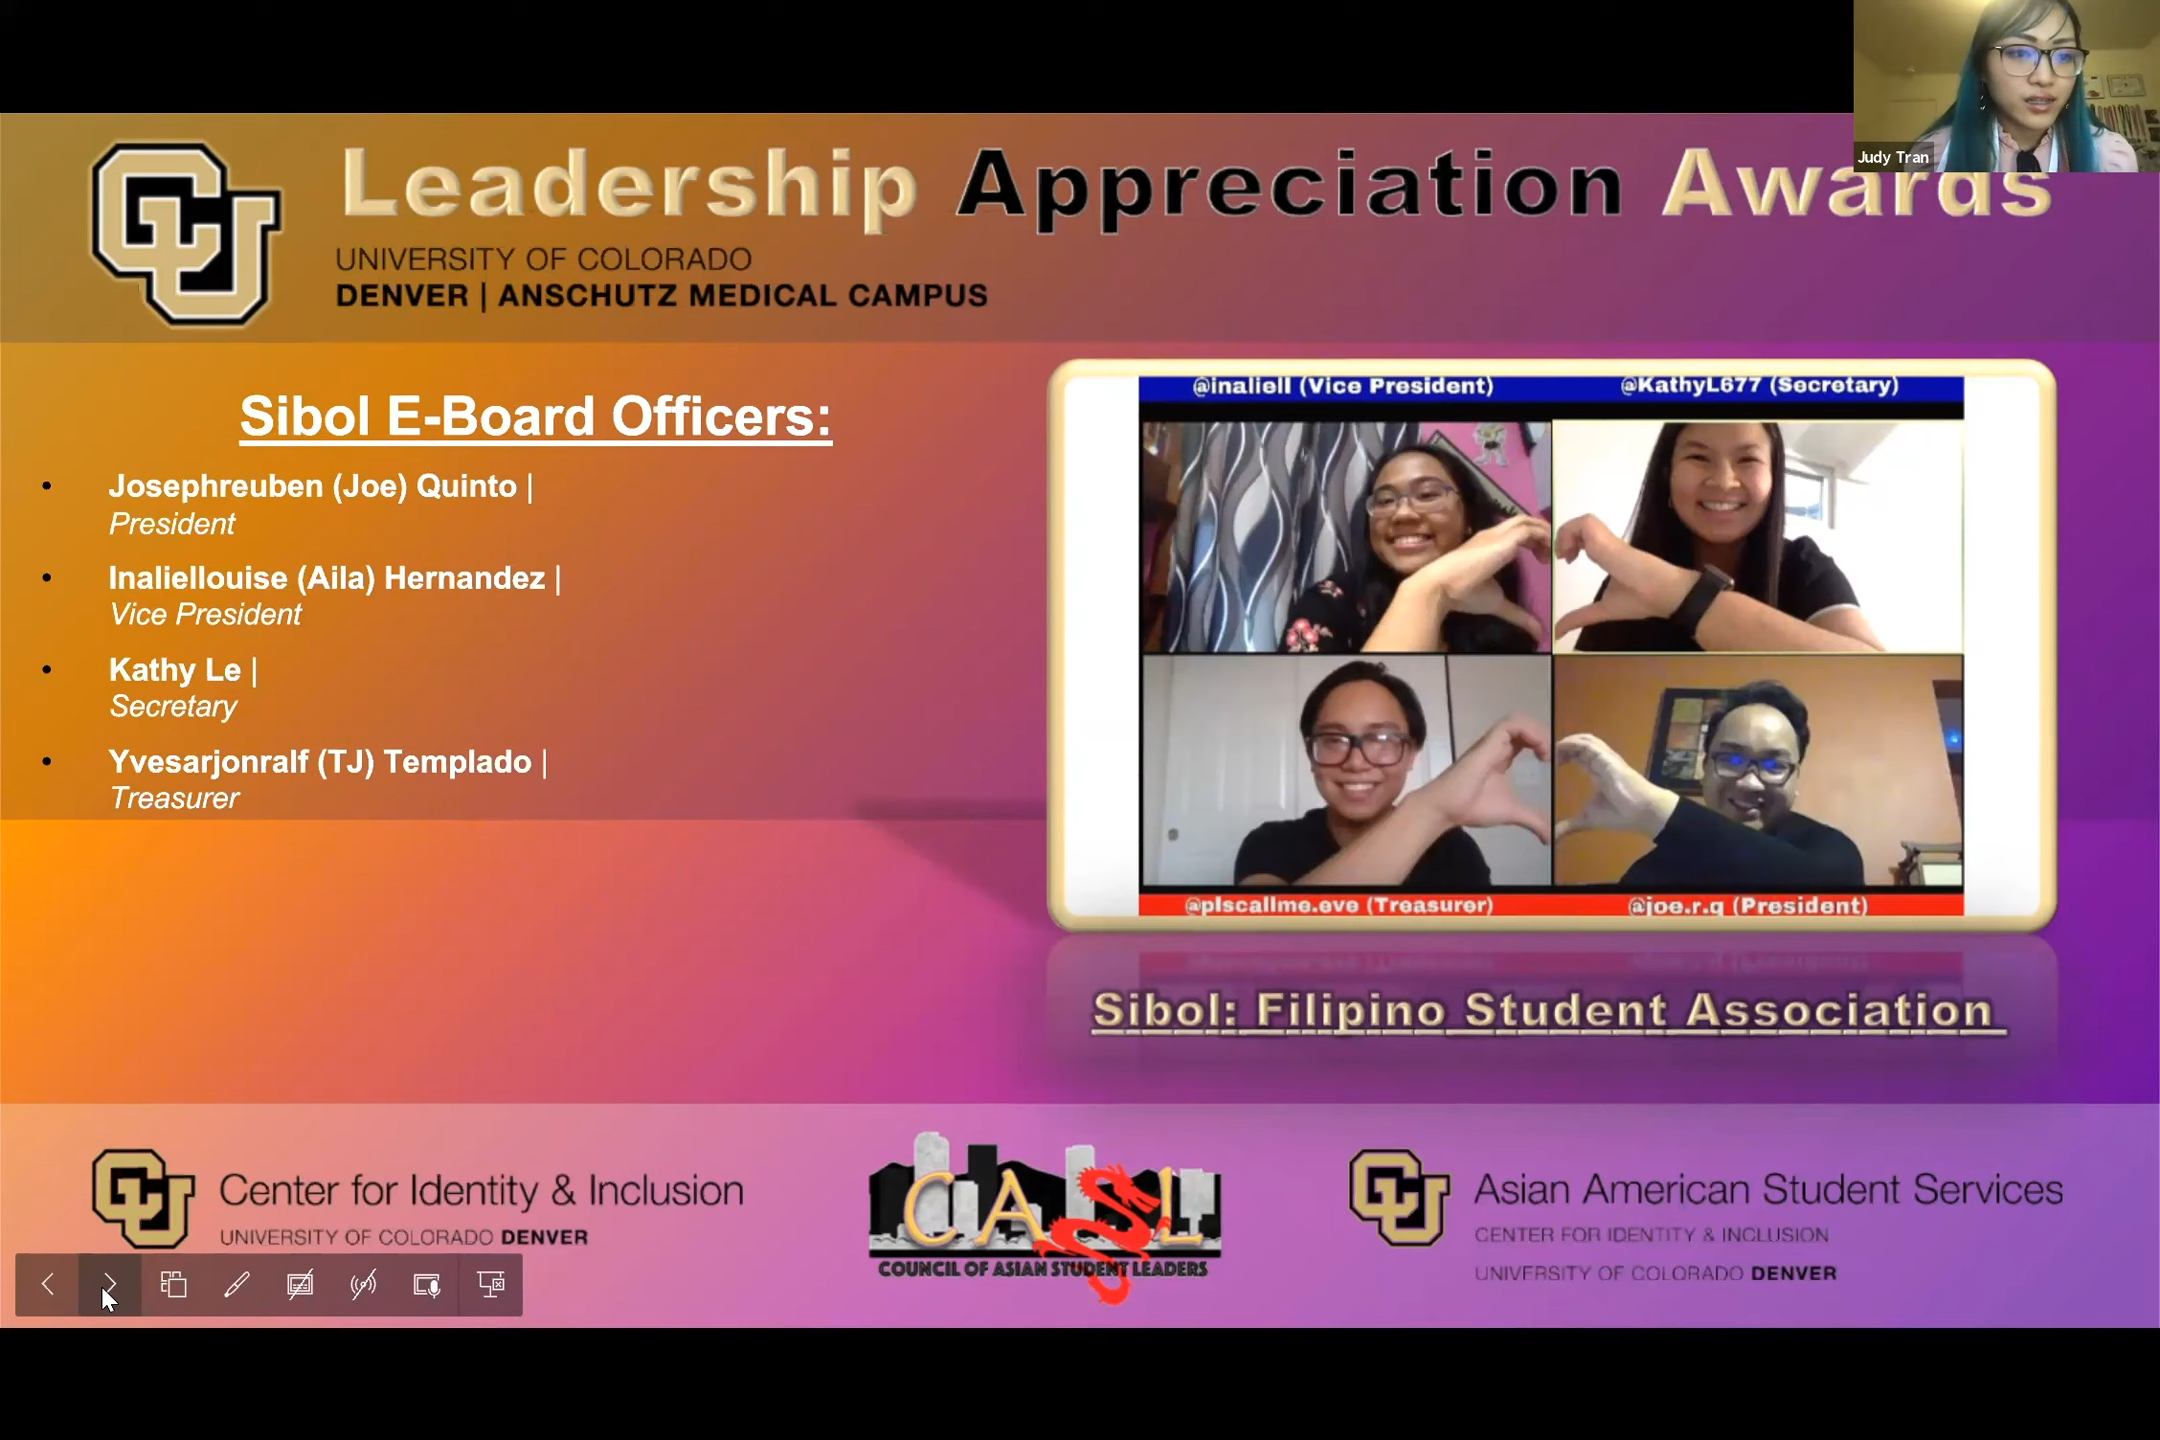 Judy Tran
Leadership Appreciation Awards
UNIVERSITY OF COLORADO
DENVER | ANSCHUTZ MEDICAL CAMPUS
Sibol E-Board Officers:
• Josephreuben (Joe) Quinto |
President
• Inaliellouise (Aila) Hernandez |
Vice President
• Kathy Le |
Secretary
• Yvesarjonralf (TJ) Templado |
Treasurer
@inaliell (Vice President) @KathyL677 (Secretary)
@plscallme.eve (Treasurer) @joe.r.q (President)
Sibol: Filipino Student Association
CU Center for Identity & Inclusion
UNIVERSITY OF COLORADO DENVER
CASL
COUNCIL OF ASIAN STUDENT LEADERS
CU Asian American Student Services
CENTER FOR IDENTITY & INCLUSION
UNIVERSITY OF COLORADO DENVER